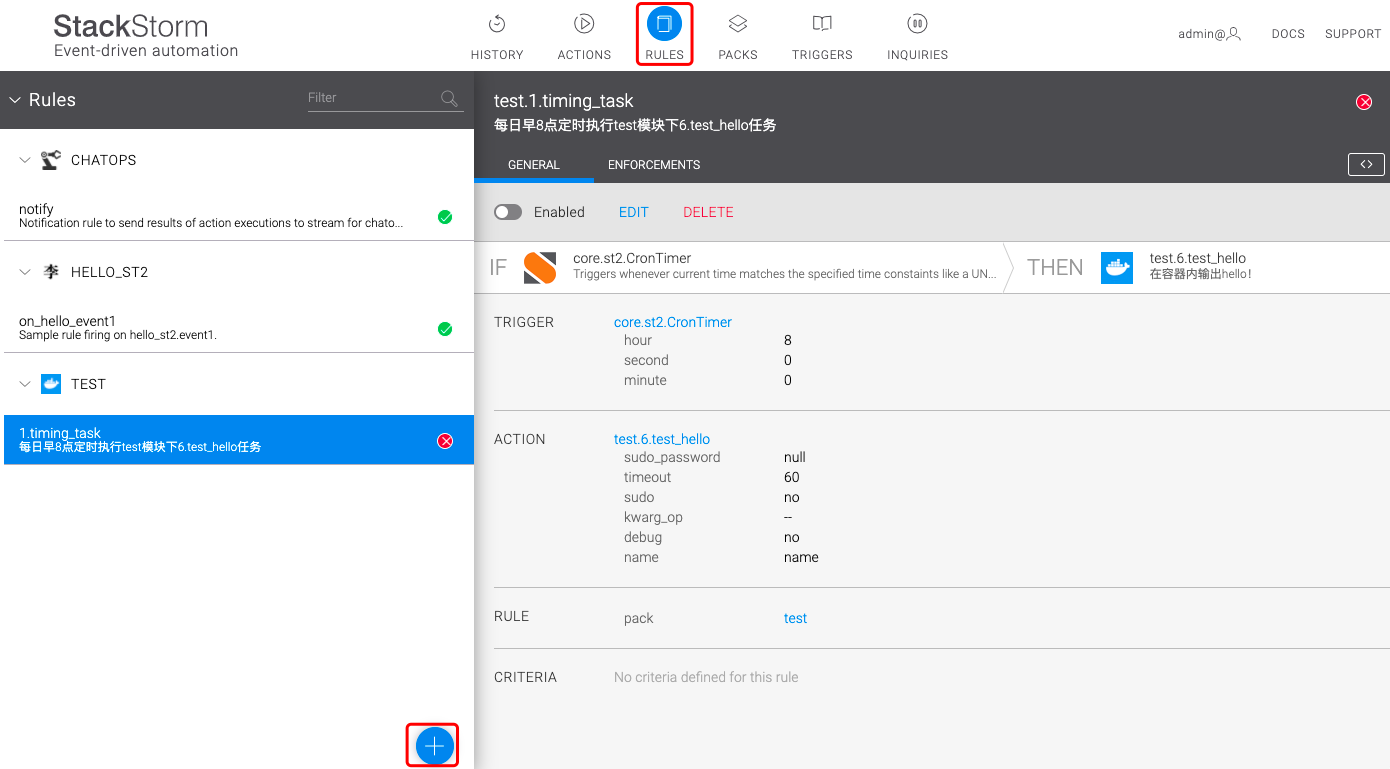 StackStorm
Event-driven automation
HISTORY
ACTIONS
RULES
PACKS
TRIGGERS
INQUIRIES
admin@
DOCS
SUPPORT
Rules
Filter
CHATOPS
notify
Notification rule to send results of action executions to stream for chato...
李 HELLO_ST2
on_hello_event1
Sample rule firing on hello_st2.event1.
TEST
1.timing_task
每日早8点定时执行test模块下6.test_hello任务
test.1.timing_task
每日早8点定时执行test模块下6.test_hello任务
GENERAL
ENFORCEMENTS
<>
Enabled
EDIT
DELETE
IF
core.st2.CronTimer
Triggers whenever current time matches the specified time constaints like a UN...
THEN
test.6.test_hello
在容器内输出hello!
TRIGGER
core.st2.CronTimer
hour 8
second 0
minute 0
ACTION
test.6.test_hello
sudo_password null
timeout 60
sudo no
kwarg_op --
debug no
name name
RULE
pack test
CRITERIA
No criteria defined for this rule